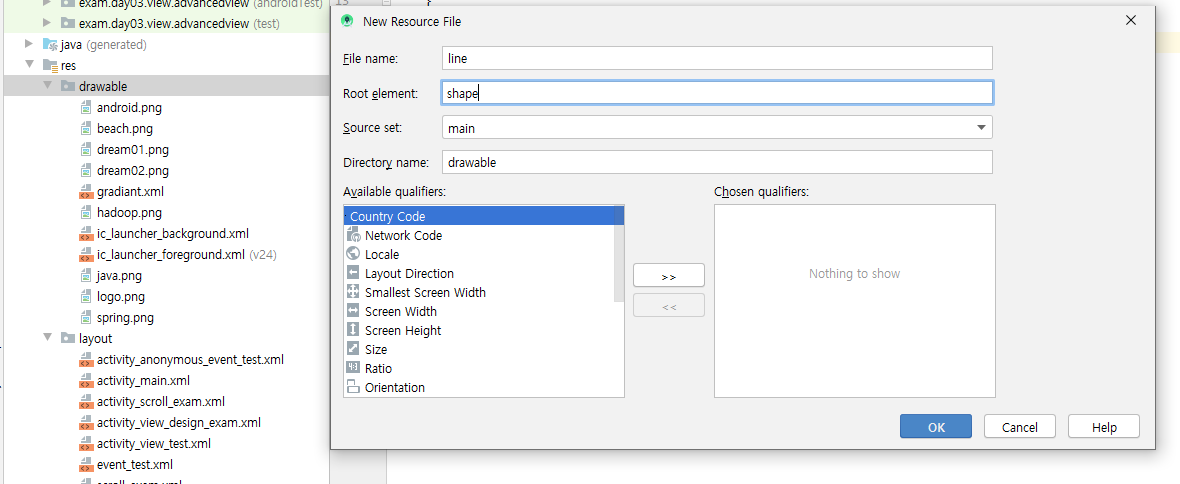 exam.day03.view.advancedview (androidTest)
exam.day03.view.advancedview (test)
java (generated)
res
drawable
android.png
beach.png
dream01.png
dream02.png
gradiant.xml
hadoop.png
ic_launcher_background.xml
ic_launcher_foreground.xml (v24)
java.png
logo.png
spring.png
layout
activity_anonymous_event_test.xml
activity_main.xml
activity_scroll_exam.xml
activity_view_design_exam.xml
activity_view_test.xml
event_test.xml
scroll_exam.xml
}
New Resource File
File name: line
Root element: shape
Source set: main
Directory name: drawable
Available qualifiers: Chosen qualifiers:
Country Code
Network Code
Locale
Layout Direction
Smallest Screen Width
Screen Width
Screen Height
Size
Ratio
Orientation
>>
<<
Nothing to show
OK Cancel Help